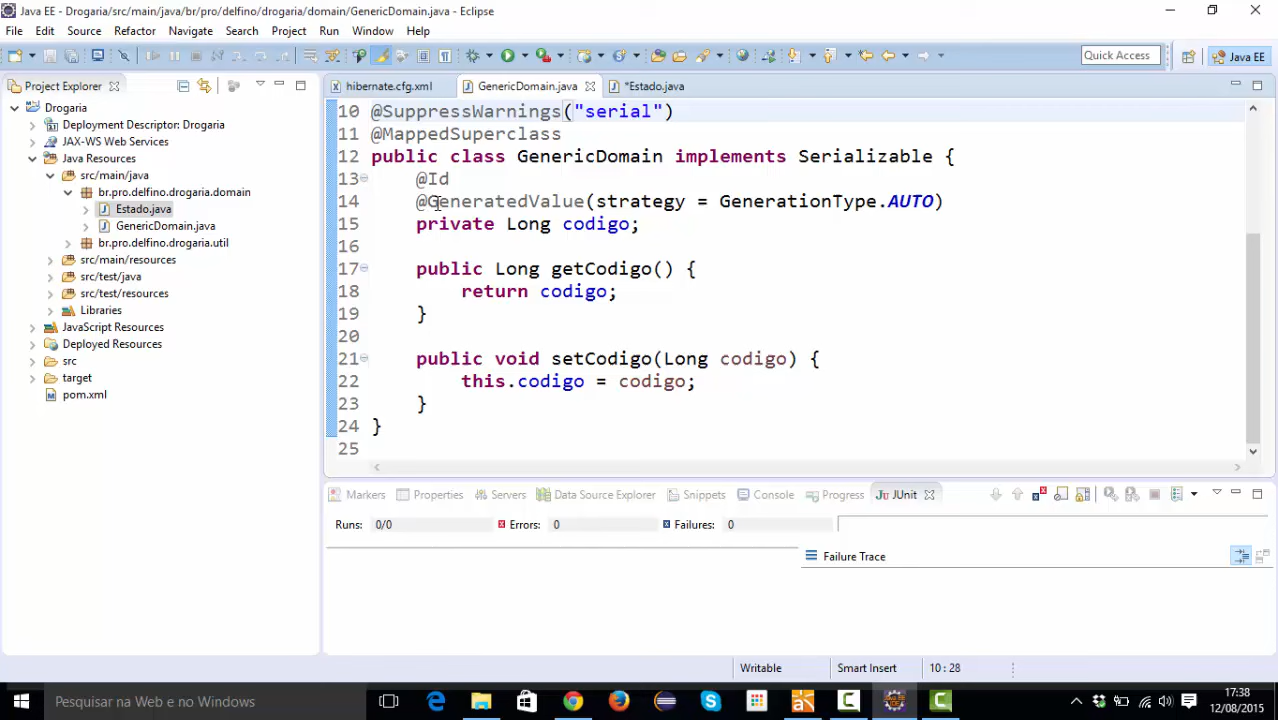 Java EE - Drogaria/src/main/java/br/pro/delfino/drogaria/domain/GenericDomain.java - Eclipse
File Edit Source Refactor Navigate Search Project Run Window Help
Quick Access
Java EE
Project Explorer
Drogaria
Deployment Descriptor: Drogaria
JAX-WS Web Services
Java Resources
src/main/java
br.pro.delfino.drogaria.domain
Estado.java
GenericDomain.java
br.pro.delfino.drogaria.util
src/main/resources
src/test/java
src/test/resources
Libraries
JavaScript Resources
Deployed Resources
src
target
pom.xml
hibernate.cfg.xml GenericDomain.java *Estado.java
10 @SuppressWarnings("serial")
11 @MappedSuperclass
12 public class GenericDomain implements Serializable {
13 @Id
14 @GeneratedValue(strategy = GenerationType.AUTO)
15 private Long codigo;
16
17 public Long getCodigo() {
18 return codigo;
19 }
20
21 public void setCodigo(Long codigo) {
22 this.codigo = codigo;
23 }
24 }
25
Markers Properties Servers Data Source Explorer Snippets Console Progress JUnit
Runs: 0/0 Errors: 0 Failures: 0
Failure Trace
Writable Smart Insert 10 : 28
Pesquisar na Web e no Windows
17:38
12/08/2015